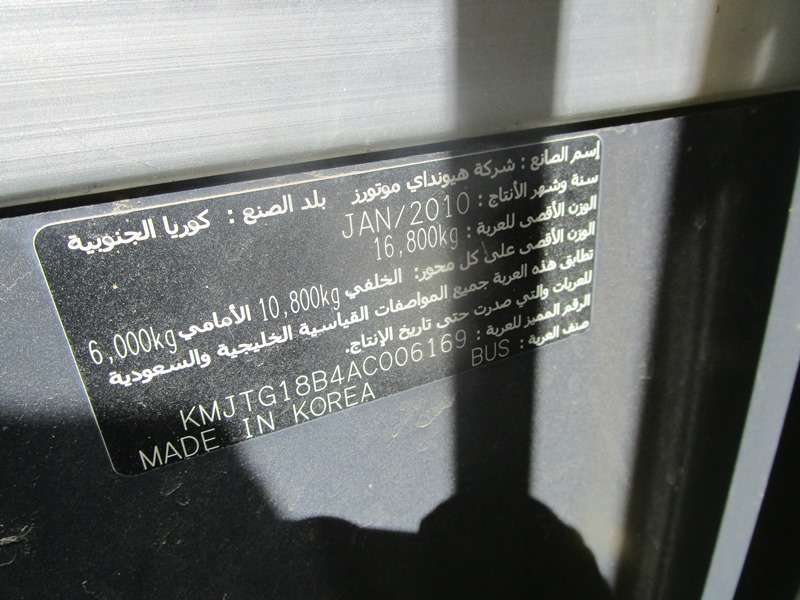 إسم الصانع : شركة هيونداي موتورز بلد الصنع : كوريا الجنوبية
سنة وشهر الأنتاج : JAN/2010
الوزن الأقصى للعربة : 16,800kg
الوزن الأقصى على كل محور: الخلفي 10,800kg الأمامي 6,000kg
تطابق هذه العربة جميع المواصفات القياسية الخليجية والسعودية
للعربات والتي صدرت حتى تاريخ الإنتاج.
الرقم المميز للعربة : KMJTG18B4AC006169
صنف العربة : BUS
MADE IN KOREA